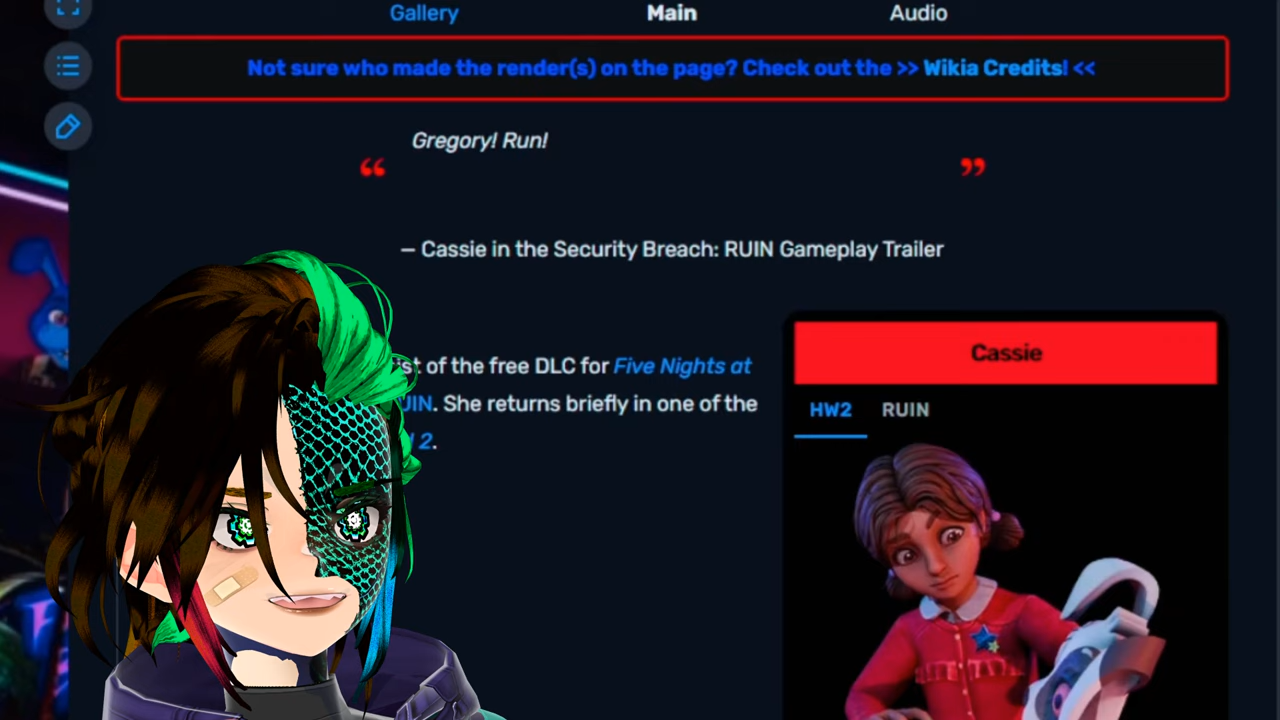 Gallery
Main
Audio
Not sure who made the render(s) on the page? Check out the >> Wikia Credits! <<
Gregory! Run!
“ ”
— Cassie in the Security Breach: RUIN Gameplay Trailer
Cassie
HW2 RUIN
of the free DLC for Five Nights at
. She returns briefly in one of the
2.